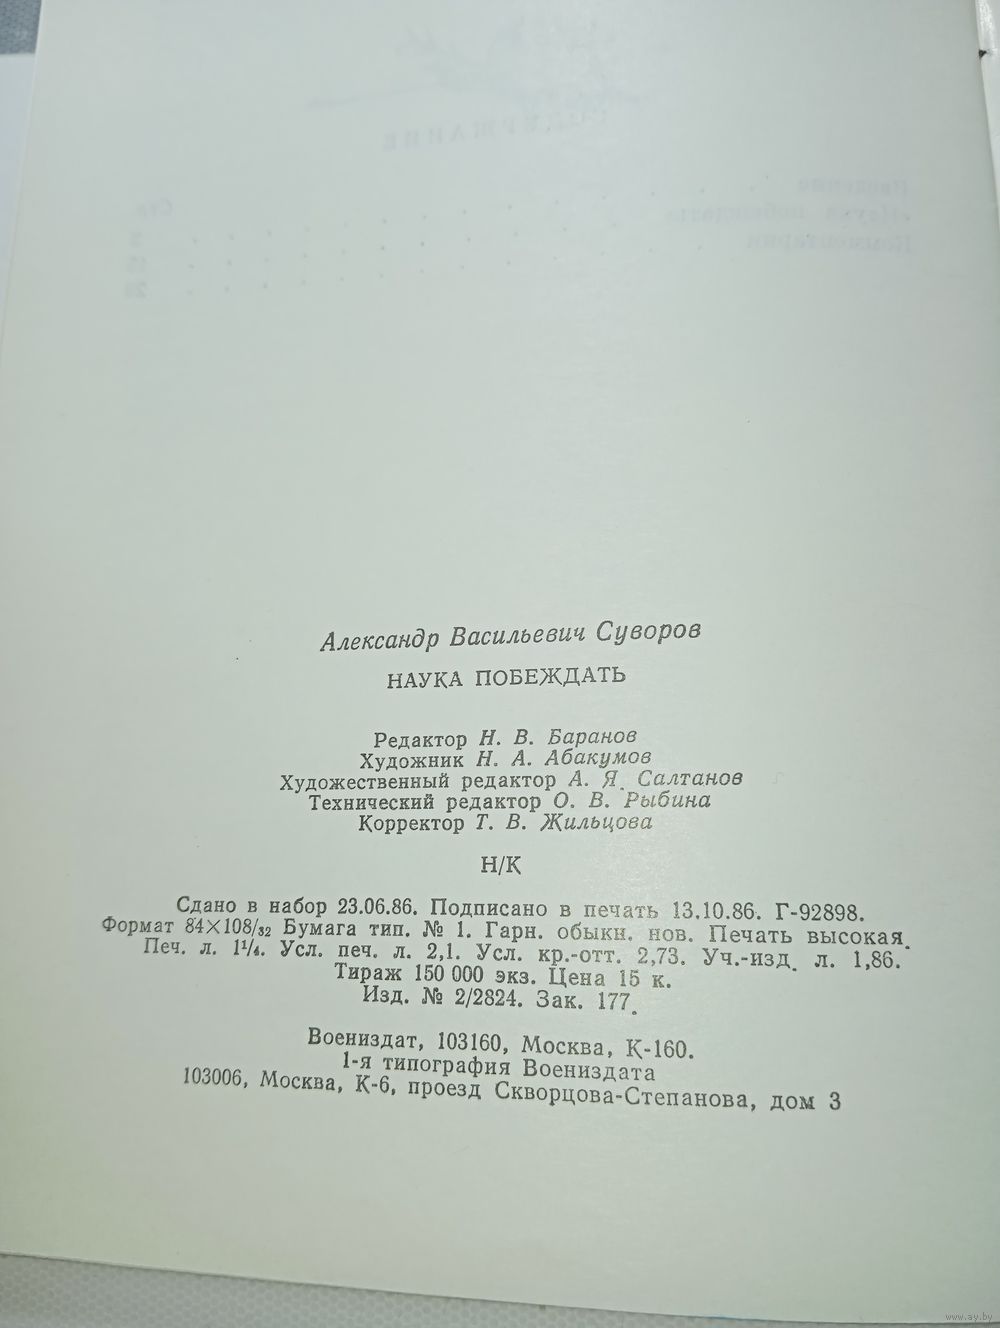 Александр Васильевич Суворов
НАУКА ПОБЕЖДАТЬ
Редактор Н. В. Баранов
Художник Н. А. Абакумов
Художественный редактор А. Я. Салтанов
Технический редактор О. В. Рыбина
Корректор Т. В. Жильцова
Н/К
Сдано в набор 23.06.86. Подписано в печать 13.10.86. Г-92898.
Формат 84×108/32 Бумага тип. № 1. Гарн. обыкн. нов. Печать высокая.
Печ. л. 1¼. Усл. печ. л. 2,1. Усл. кр.-отт. 2,73. Уч.-изд. л. 1,86.
Тираж 150 000 экз. Цена 15 к.
Изд. № 2/2824. Зак. 177.
Воениздат, 103160, Москва, К-160.
1-я типография Воениздата
103006, Москва, К-6, проезд Скворцова-Степанова, дом 3
www.ay.by